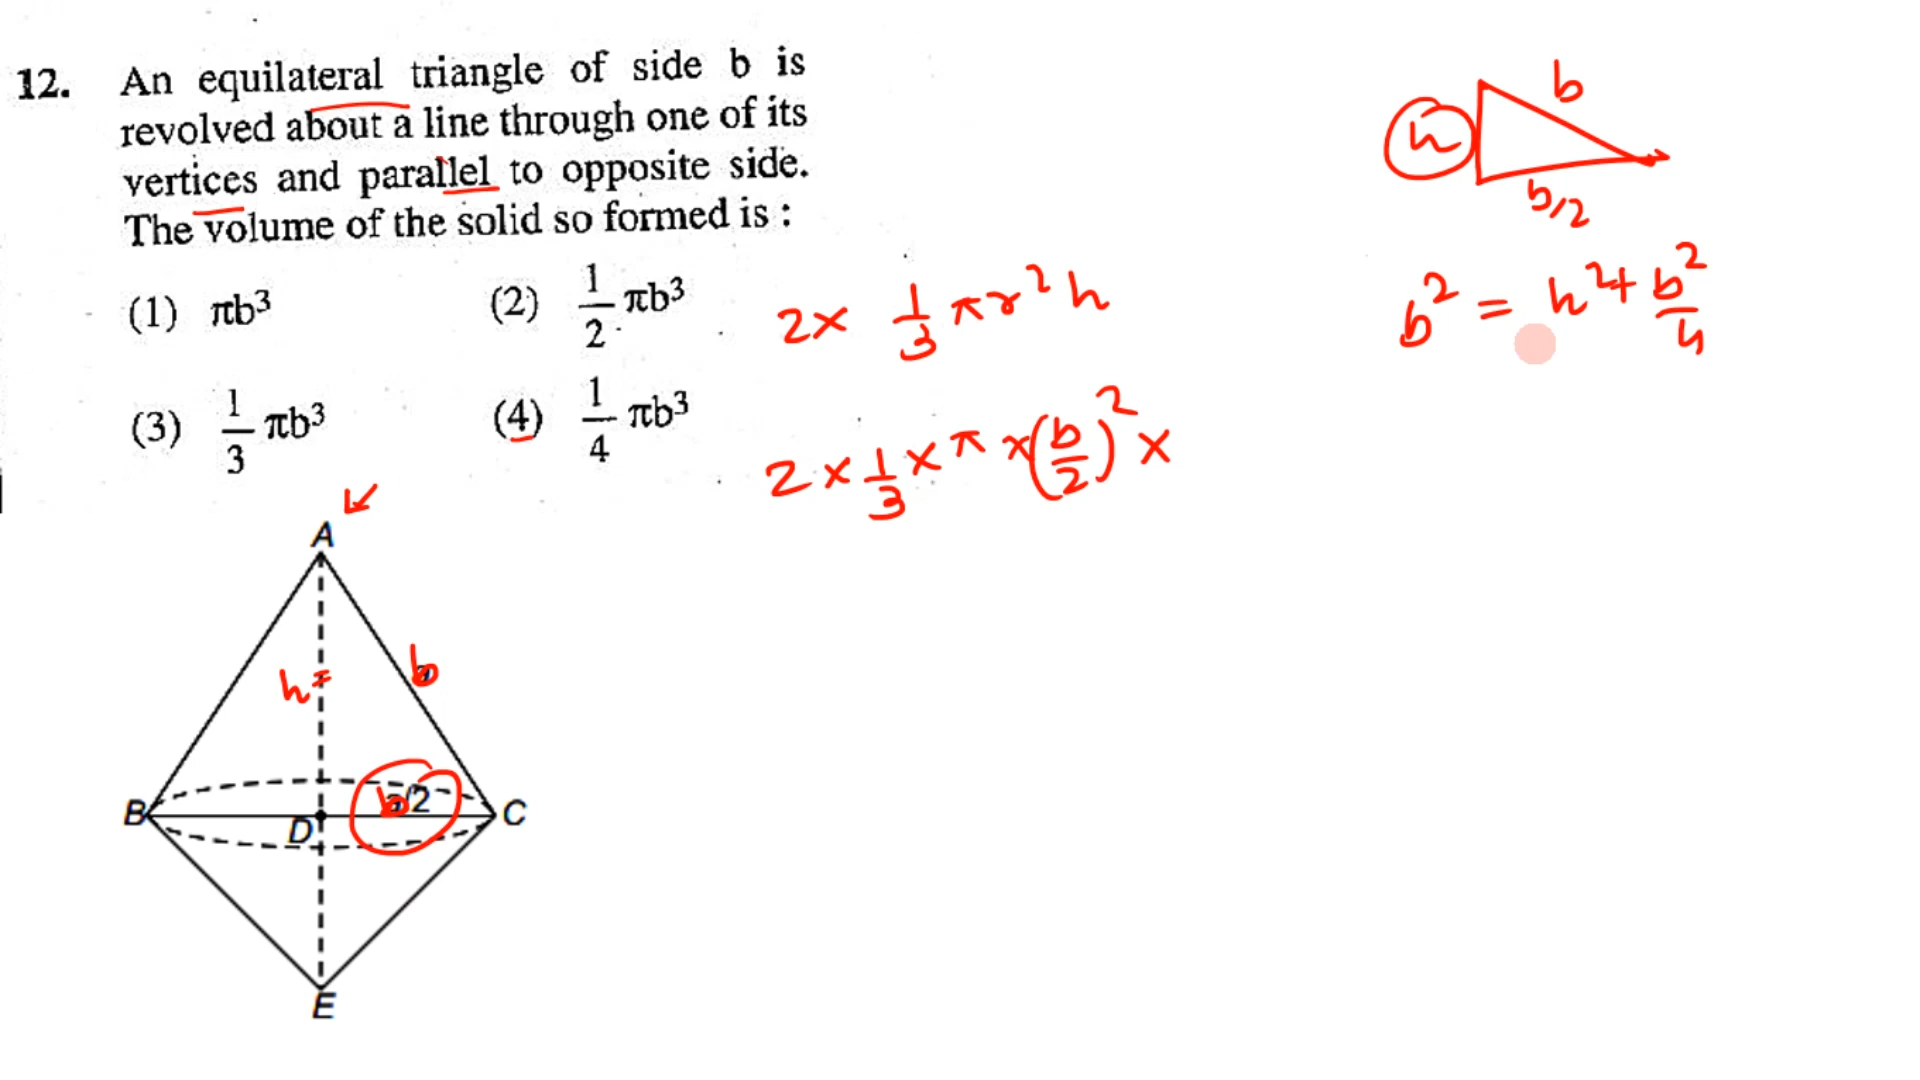 12. An equilateral triangle of side b is
revolved about a line through one of its
vertices and parallel to opposite side.
The volume of the solid so formed is :
(1) πb³ (2) 1/2 πb³
(3) 1/3 πb³ (4) 1/4 πb³
2 × 1/3 πr²h
2 × 1/3 × π × (b/2)² ×
h b
b/2
b² = h² + b²/4
A
h =
b
B D b/2 C
E